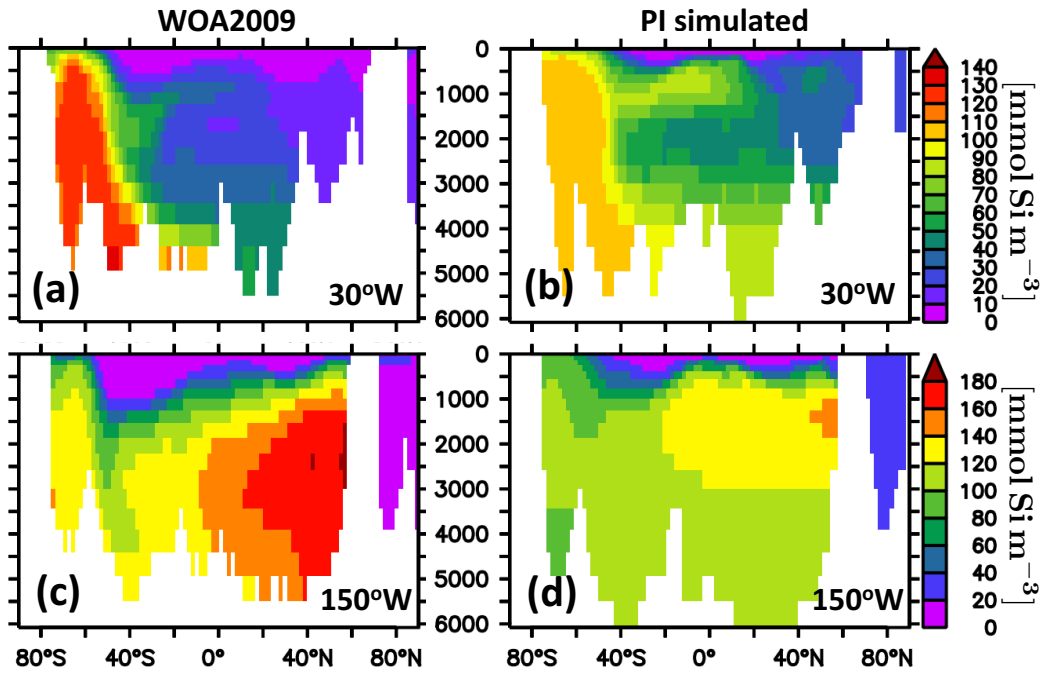 WOA2009
PI simulated
0
1000
2000
3000
4000
5000
6000
(a)
30°W
(b)
30°W
140
130
120
110
100
90
80
70
60
50
40
30
20
10
0
[mmol Si m⁻³]
0
1000
2000
3000
4000
5000
6000
(c)
150°W
(d)
150°W
180
160
140
120
100
80
60
40
20
0
[mmol Si m⁻³]
80°S 40°S 0° 40°N 80°N
80°S 40°S 0° 40°N 80°N